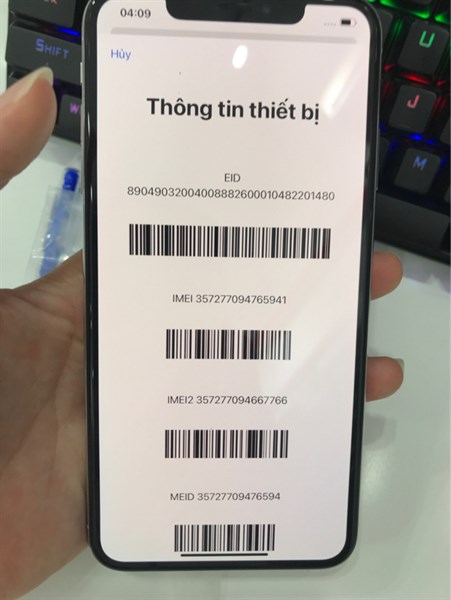 04:09
Hủy
Thông tin thiết bị
EID
89049032004008882600010482201480
IMEI 357277094765941
IMEI2 357277094667766
MEID 35727709476594
SHIFT
U
J
M